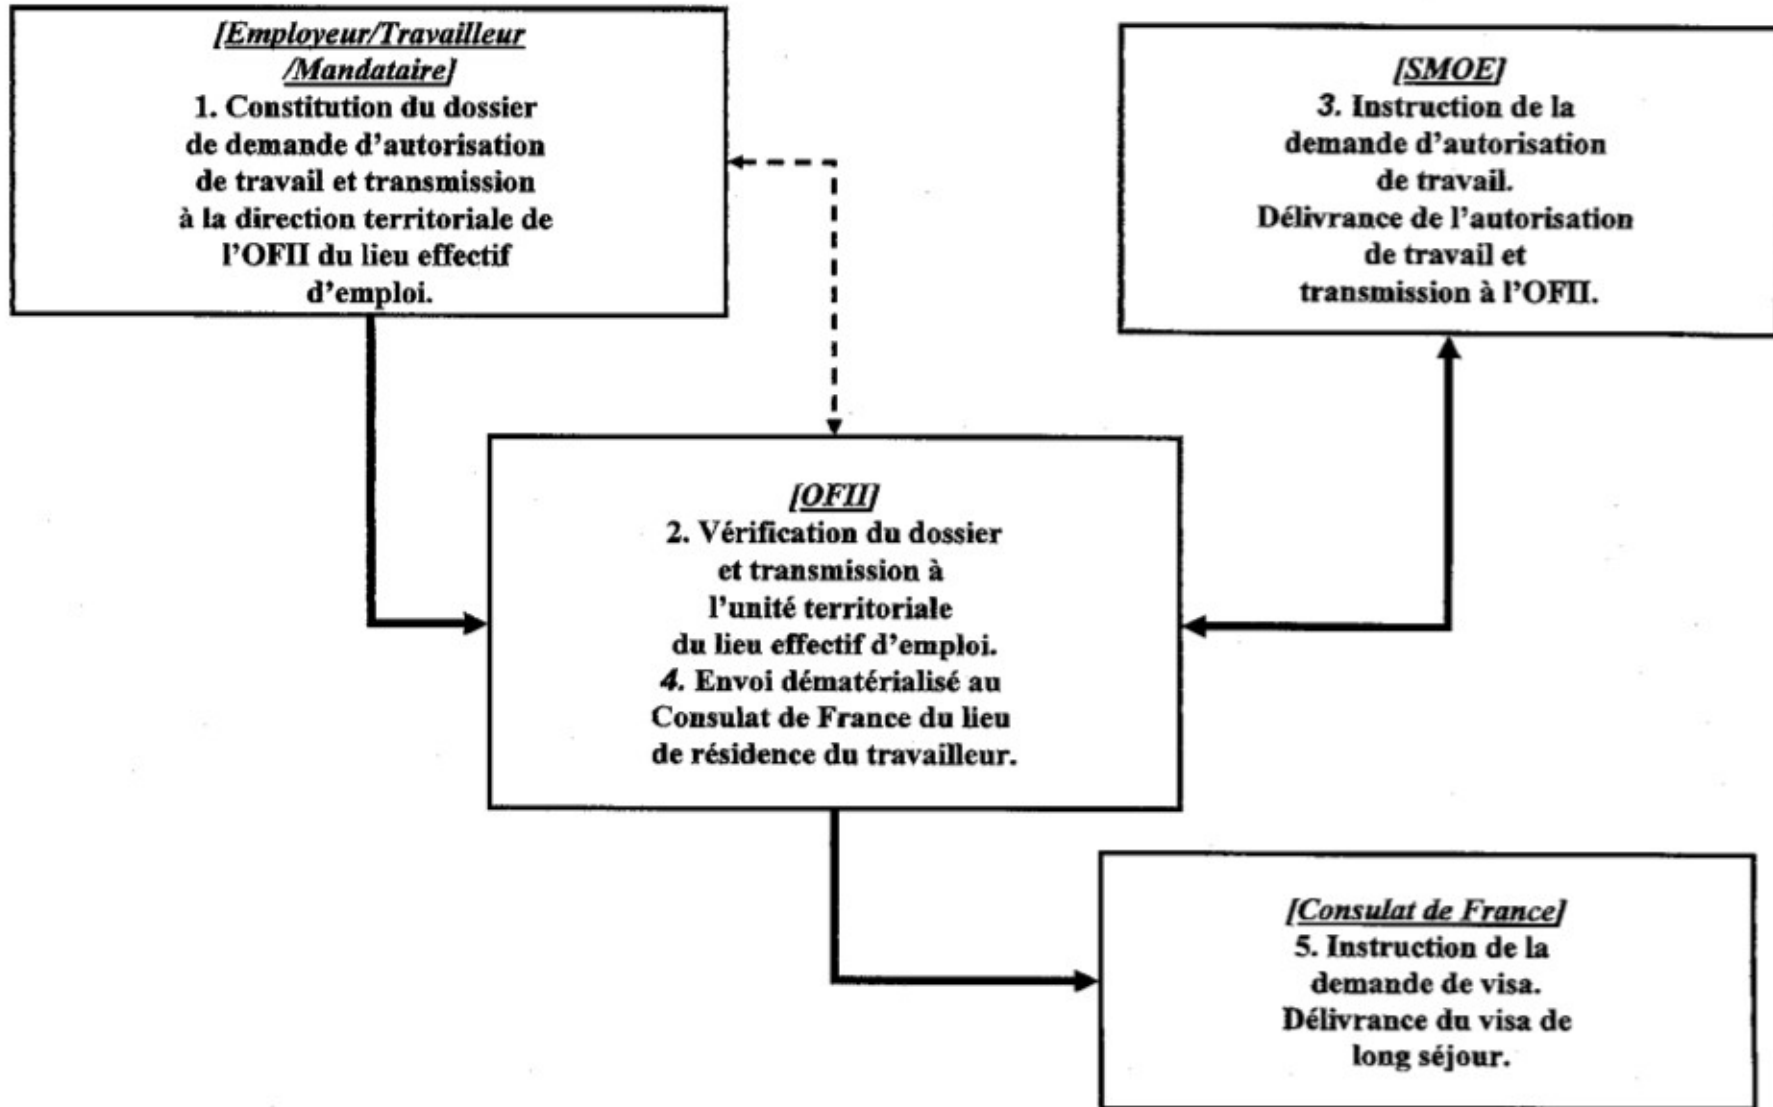 [Employeur/Travailleur
/Mandataire]
1. Constitution du dossier
de demande d'autorisation
de travail et transmission
à la direction territoriale de
l'OFII du lieu effectif
d'emploi.
[SMOE]
3. Instruction de la
demande d'autorisation
de travail.
Délivrance de l'autorisation
de travail et
transmission à l'OFII.
[OFII]
2. Vérification du dossier
et transmission à
l'unité territoriale
du lieu effectif d'emploi.
4. Envoi dématérialisé au
Consulat de France du lieu
de résidence du travailleur.
[Consulat de France]
5. Instruction de la
demande de visa.
Délivrance du visa de
long séjour.